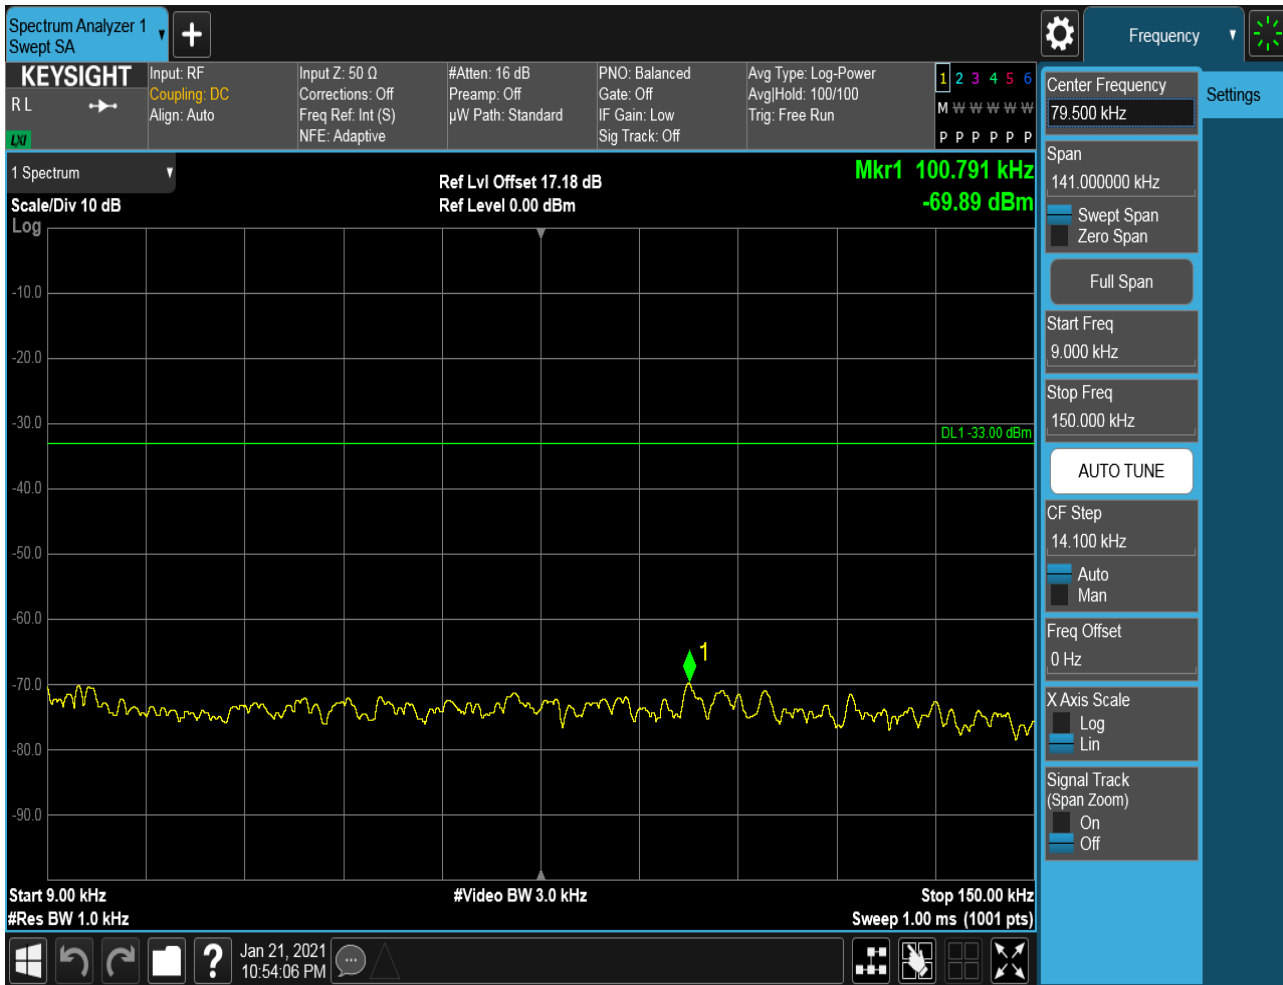 Spectrum Analyzer 1
Swept SA
Frequency
KEYSIGHT
R L
LXI
Input: RF
Coupling: DC
Align: Auto
Input Z: 50 Ω
Corrections: Off
Freq Ref: Int (S)
NFE: Adaptive
#Atten: 16 dB
Preamp: Off
µW Path: Standard
PNO: Balanced
Gate: Off
IF Gain: Low
Sig Track: Off
Avg Type: Log-Power
Avg|Hold: 100/100
Trig: Free Run
1 2 3 4 5 6
M W W W W W
P P P P P P
1 Spectrum
Scale/Div 10 dB
Log
Ref Lvl Offset 17.18 dB
Ref Level 0.00 dBm
Mkr1 100.791 kHz
-69.89 dBm
-10.0
-20.0
-30.0
DL1 -33.00 dBm
-40.0
-50.0
-60.0
1
-70.0
-80.0
-90.0
Start 9.00 kHz
#Video BW 3.0 kHz
Stop 150.00 kHz
#Res BW 1.0 kHz
Sweep 1.00 ms (1001 pts)
?
Jan 21, 2021
10:54:06 PM
Center Frequency
79.500 kHz
Span
141.000000 kHz
Swept Span
Zero Span
Full Span
Start Freq
9.000 kHz
Stop Freq
150.000 kHz
AUTO TUNE
CF Step
14.100 kHz
Auto
Man
Freq Offset
0 Hz
X Axis Scale
Log
Lin
Signal Track
(Span Zoom)
On
Off
Settings